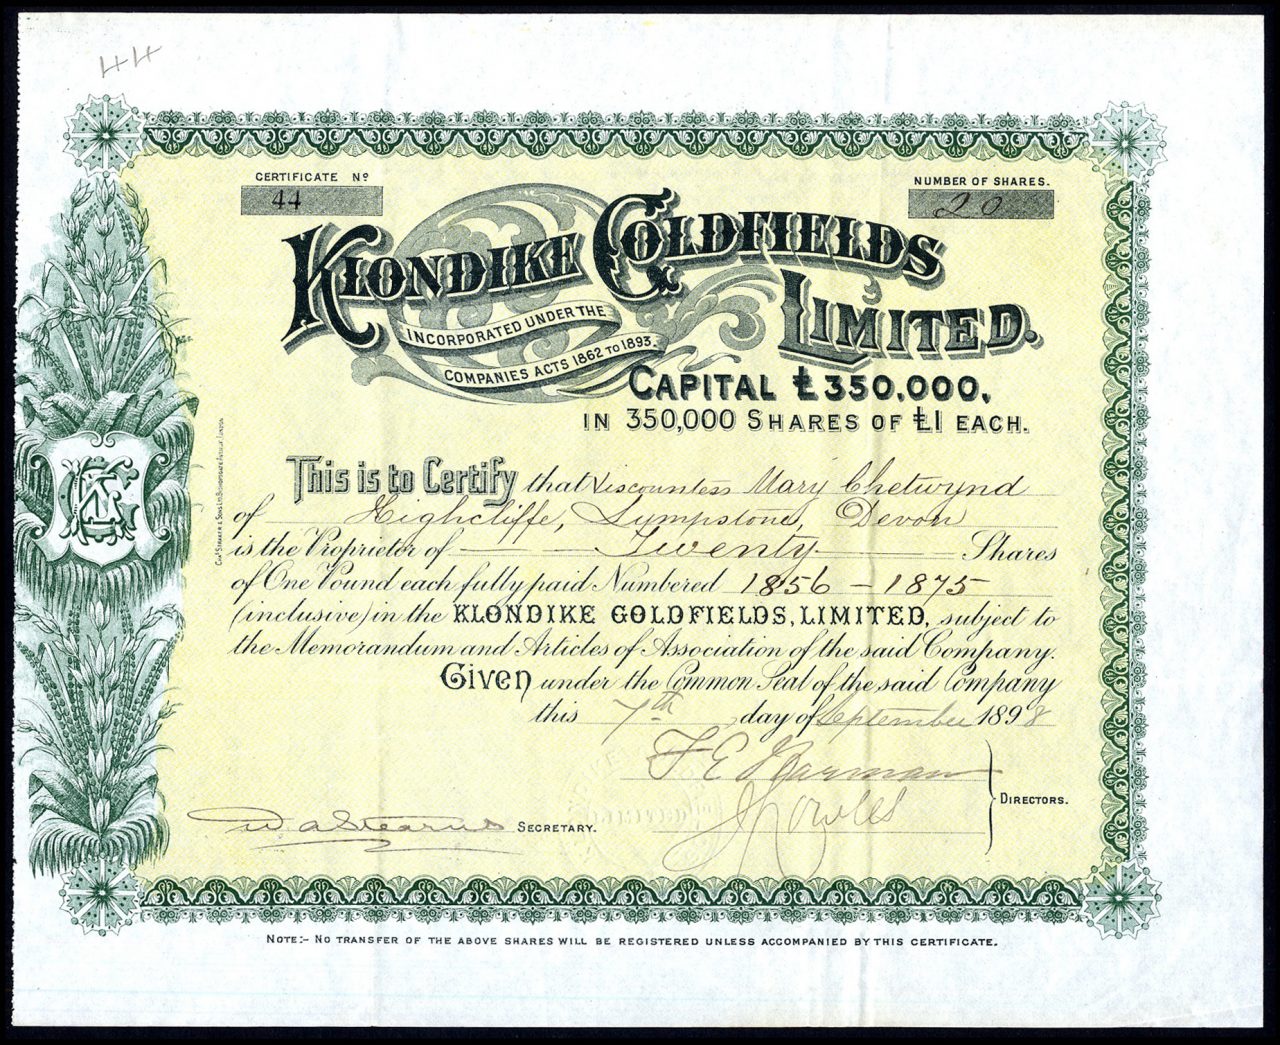 44
CERTIFICATE Nº
44
NUMBER OF SHARES.
20
KLONDIKE GOLDFIELDS
LIMITED.
INCORPORATED UNDER THE
COMPANIES ACTS 1862 TO 1893.
CAPITAL £350,000,
IN 350,000 SHARES OF £1 EACH.
This is to Certify that Viscountess Mary Chetwynd
of Highcliffe, Lympstone, Devon
is the Proprietor of Twenty Shares
of One Pound each fully paid Numbered 1856 – 1875
(inclusive) in the KLONDIKE GOLDFIELDS, LIMITED, subject to
the Memorandum and Articles of Association of the said Company.
Given under the Common Seal of the said Company
this 7th day of September 1898
F E Harman
DIRECTORS.
SECRETARY.
NOTE:- NO TRANSFER OF THE ABOVE SHARES WILL BE REGISTERED UNLESS ACCOMPANIED BY THIS CERTIFICATE.